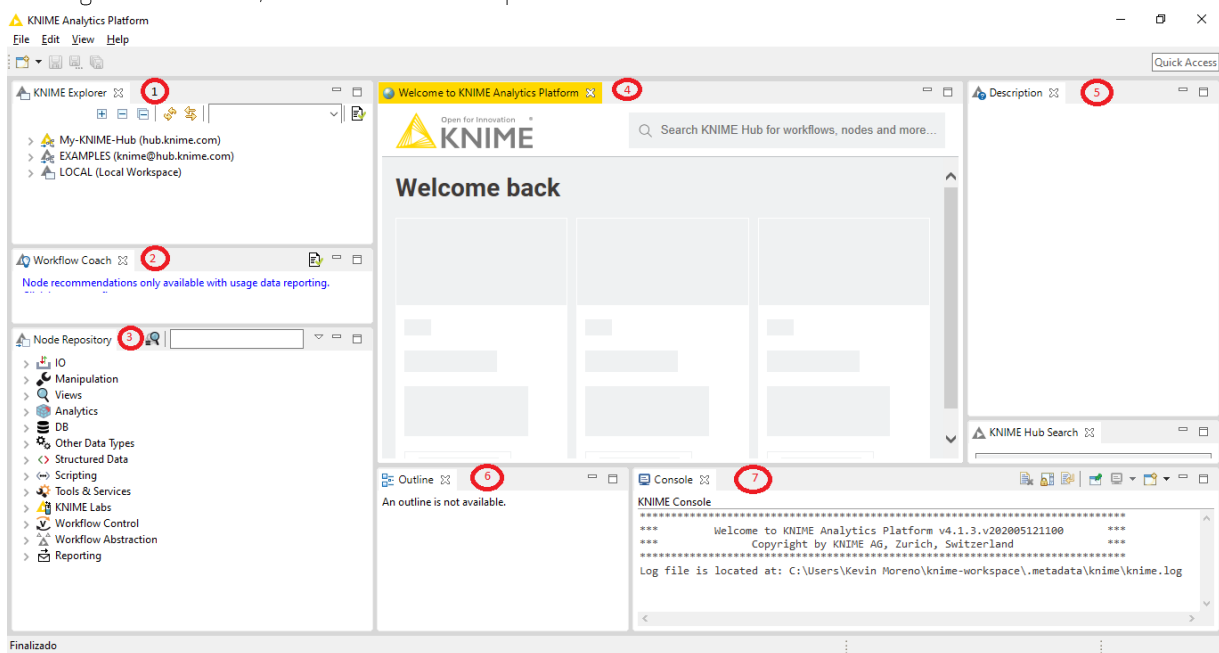 KNIME Analytics Platform
File Edit View Help
Quick Access
KNIME Explorer
1
My-KNIME-Hub (hub.knime.com)
EXAMPLES (knime@hub.knime.com)
LOCAL (Local Workspace)
Workflow Coach
2
Node recommendations only available with usage data reporting.
Node Repository
3
IO
Manipulation
Views
Analytics
DB
Other Data Types
Structured Data
Scripting
Tools & Services
KNIME Labs
Workflow Control
Workflow Abstraction
Reporting
Welcome to KNIME Analytics Platform
4
Open for Innovation
KNIME
Search KNIME Hub for workflows, nodes and more...
Welcome back
Description
5
KNIME Hub Search
Outline
6
An outline is not available.
Console
7
KNIME Console
******************************************************************************
*** Welcome to KNIME Analytics Platform v4.1.3.v202005121100 ***
*** Copyright by KNIME AG, Zurich, Switzerland ***
******************************************************************************
Log file is located at: C:\Users\Kevin Moreno\knime-workspace\.metadata\knime\knime.log
Finalizado